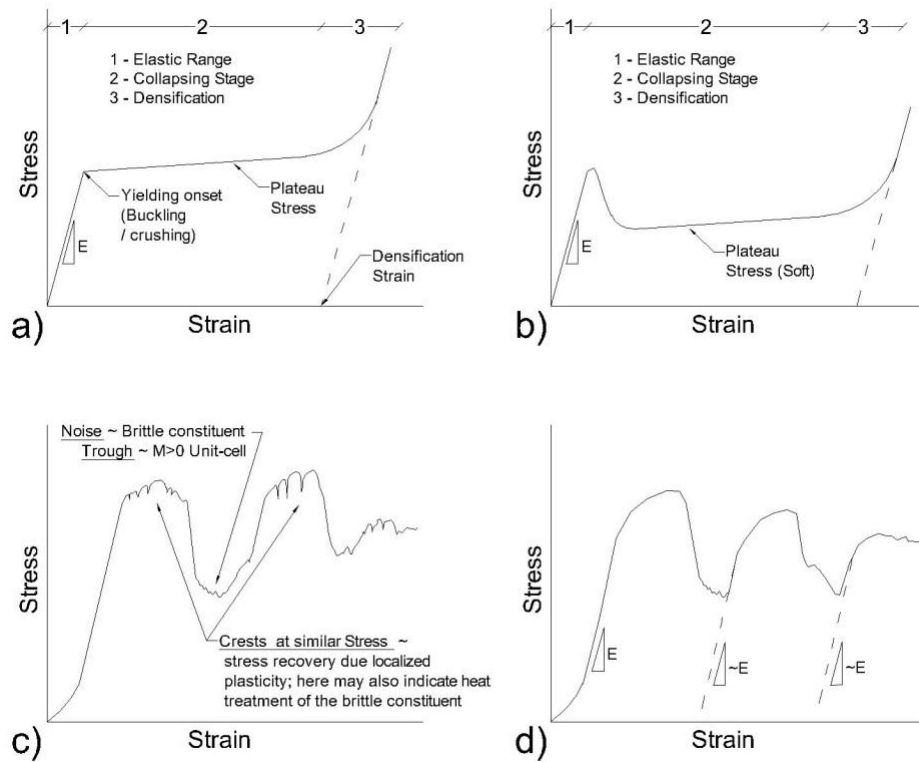 1 2 3
1 - Elastic Range
2 - Collapsing Stage
3 - Densification
Stress
Yielding onset
(Buckling
/ crushing)
Plateau
Stress
E
Densification
Strain
a)
Strain
1 2 3
1 - Elastic Range
2 - Collapsing Stage
3 - Densification
Stress
E
Plateau
Stress (Soft)
b)
Strain
Noise ~ Brittle constituent
Trough ~ M>0 Unit-cell
Stress
Crests at similar Stress ~
stress recovery due localized
plasticity; here may also indicate heat
treatment of the brittle constituent
c)
Strain
Stress
E
~E
~E
d)
Strain